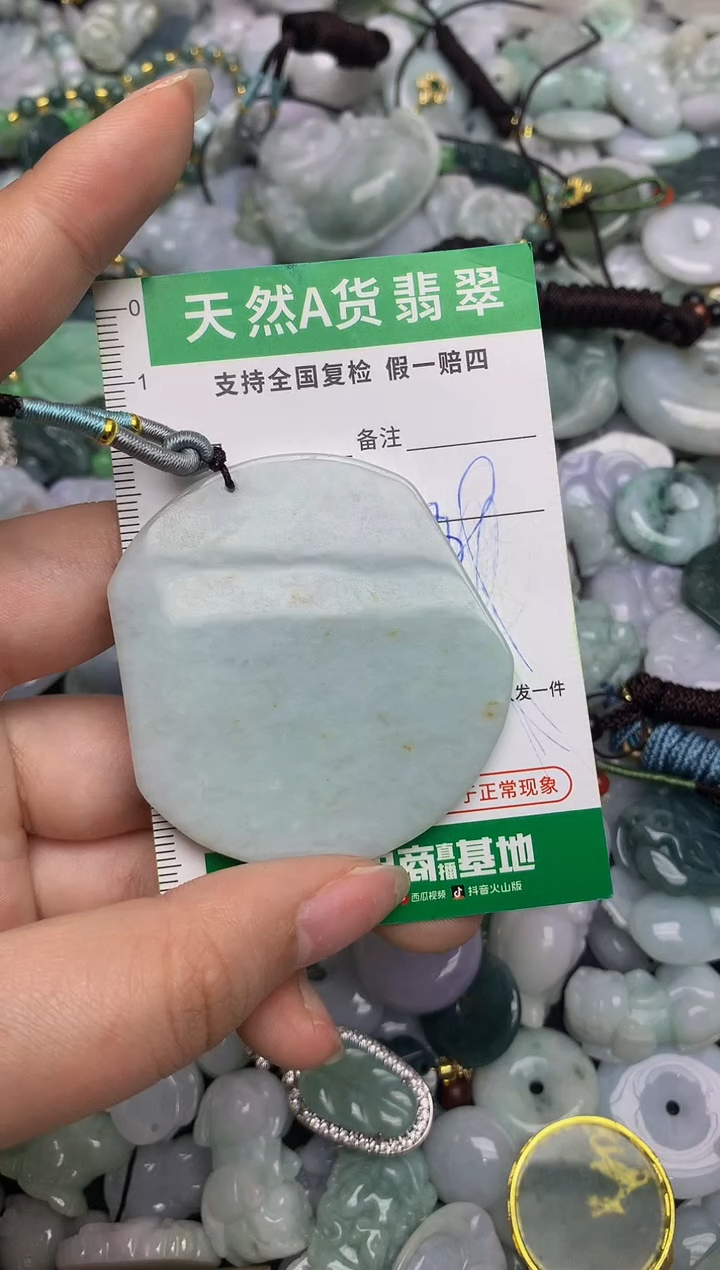 0
天然A货翡翠
1
支持全国复检 假一赔四
备注
发一件
正常现象
商直播基地
西瓜视频 抖音火山版